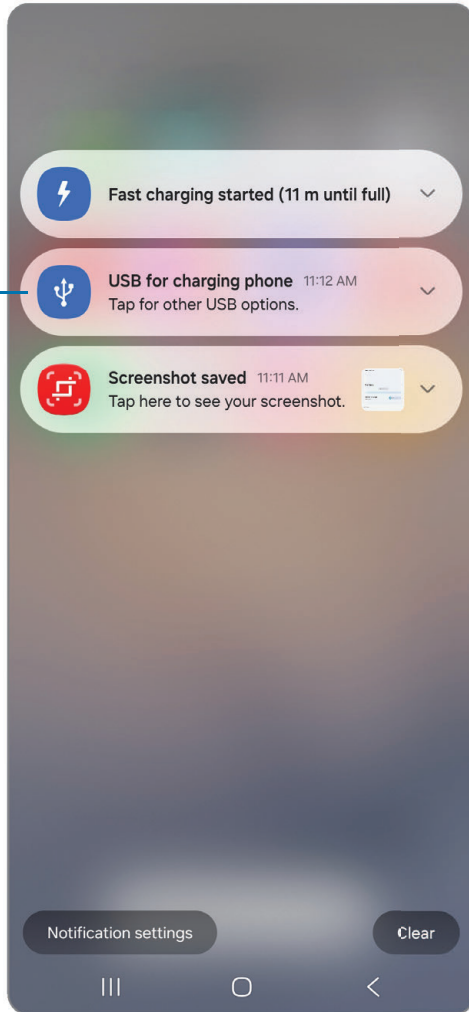 Fast charging started (11 m until full)
USB for charging phone 11:12 AM
Tap for other USB options.
Screenshot saved 11:11 AM
Tap here to see your screenshot.
Notification settings
Clear